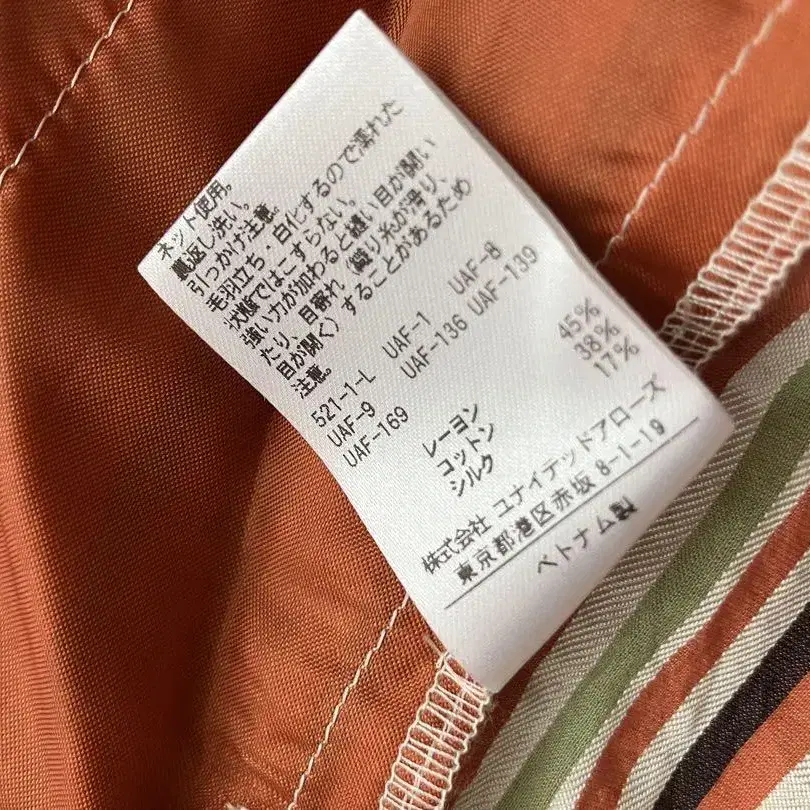 ネット使用。
裏返し洗い。
引っかけ注意。
毛羽立ち・白化するので濡れた
状態ではこすらない。
強い力が加わると縫い目が開い
たり、目寄れ(織り糸が滑り、
目が開く)することがあるため
注意。
521-1-L UAF-1 UAF-8
UAF-9 UAF-136 UAF-139
UAF-169
レーヨン 45%
コットン 38%
シルク 17%
株式会社 ユナイテッドアローズ
東京都港区赤坂 8-1-19
ベトナム製